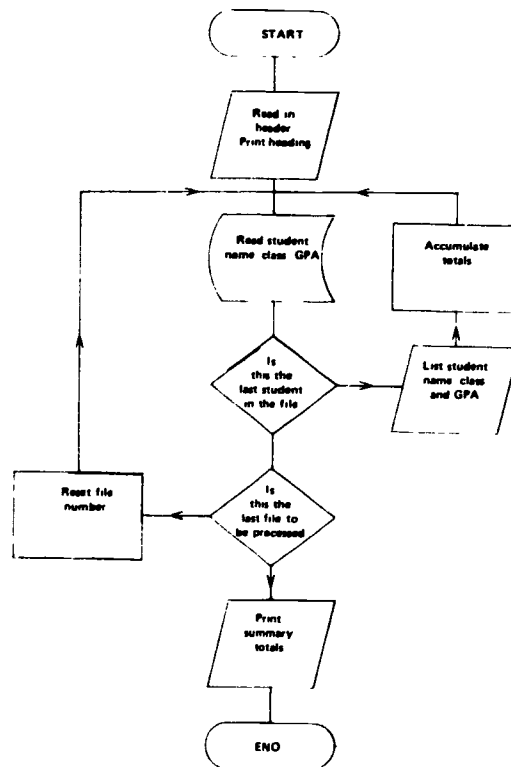 START
Read in
header
Print heading
Read student
name class GPA
Accumulate
totals
Is
this the
last student
in the file
List student
name class
and GPA
Reset file
number
Is
this the
last file to
be processed
Print
summary
totals
END